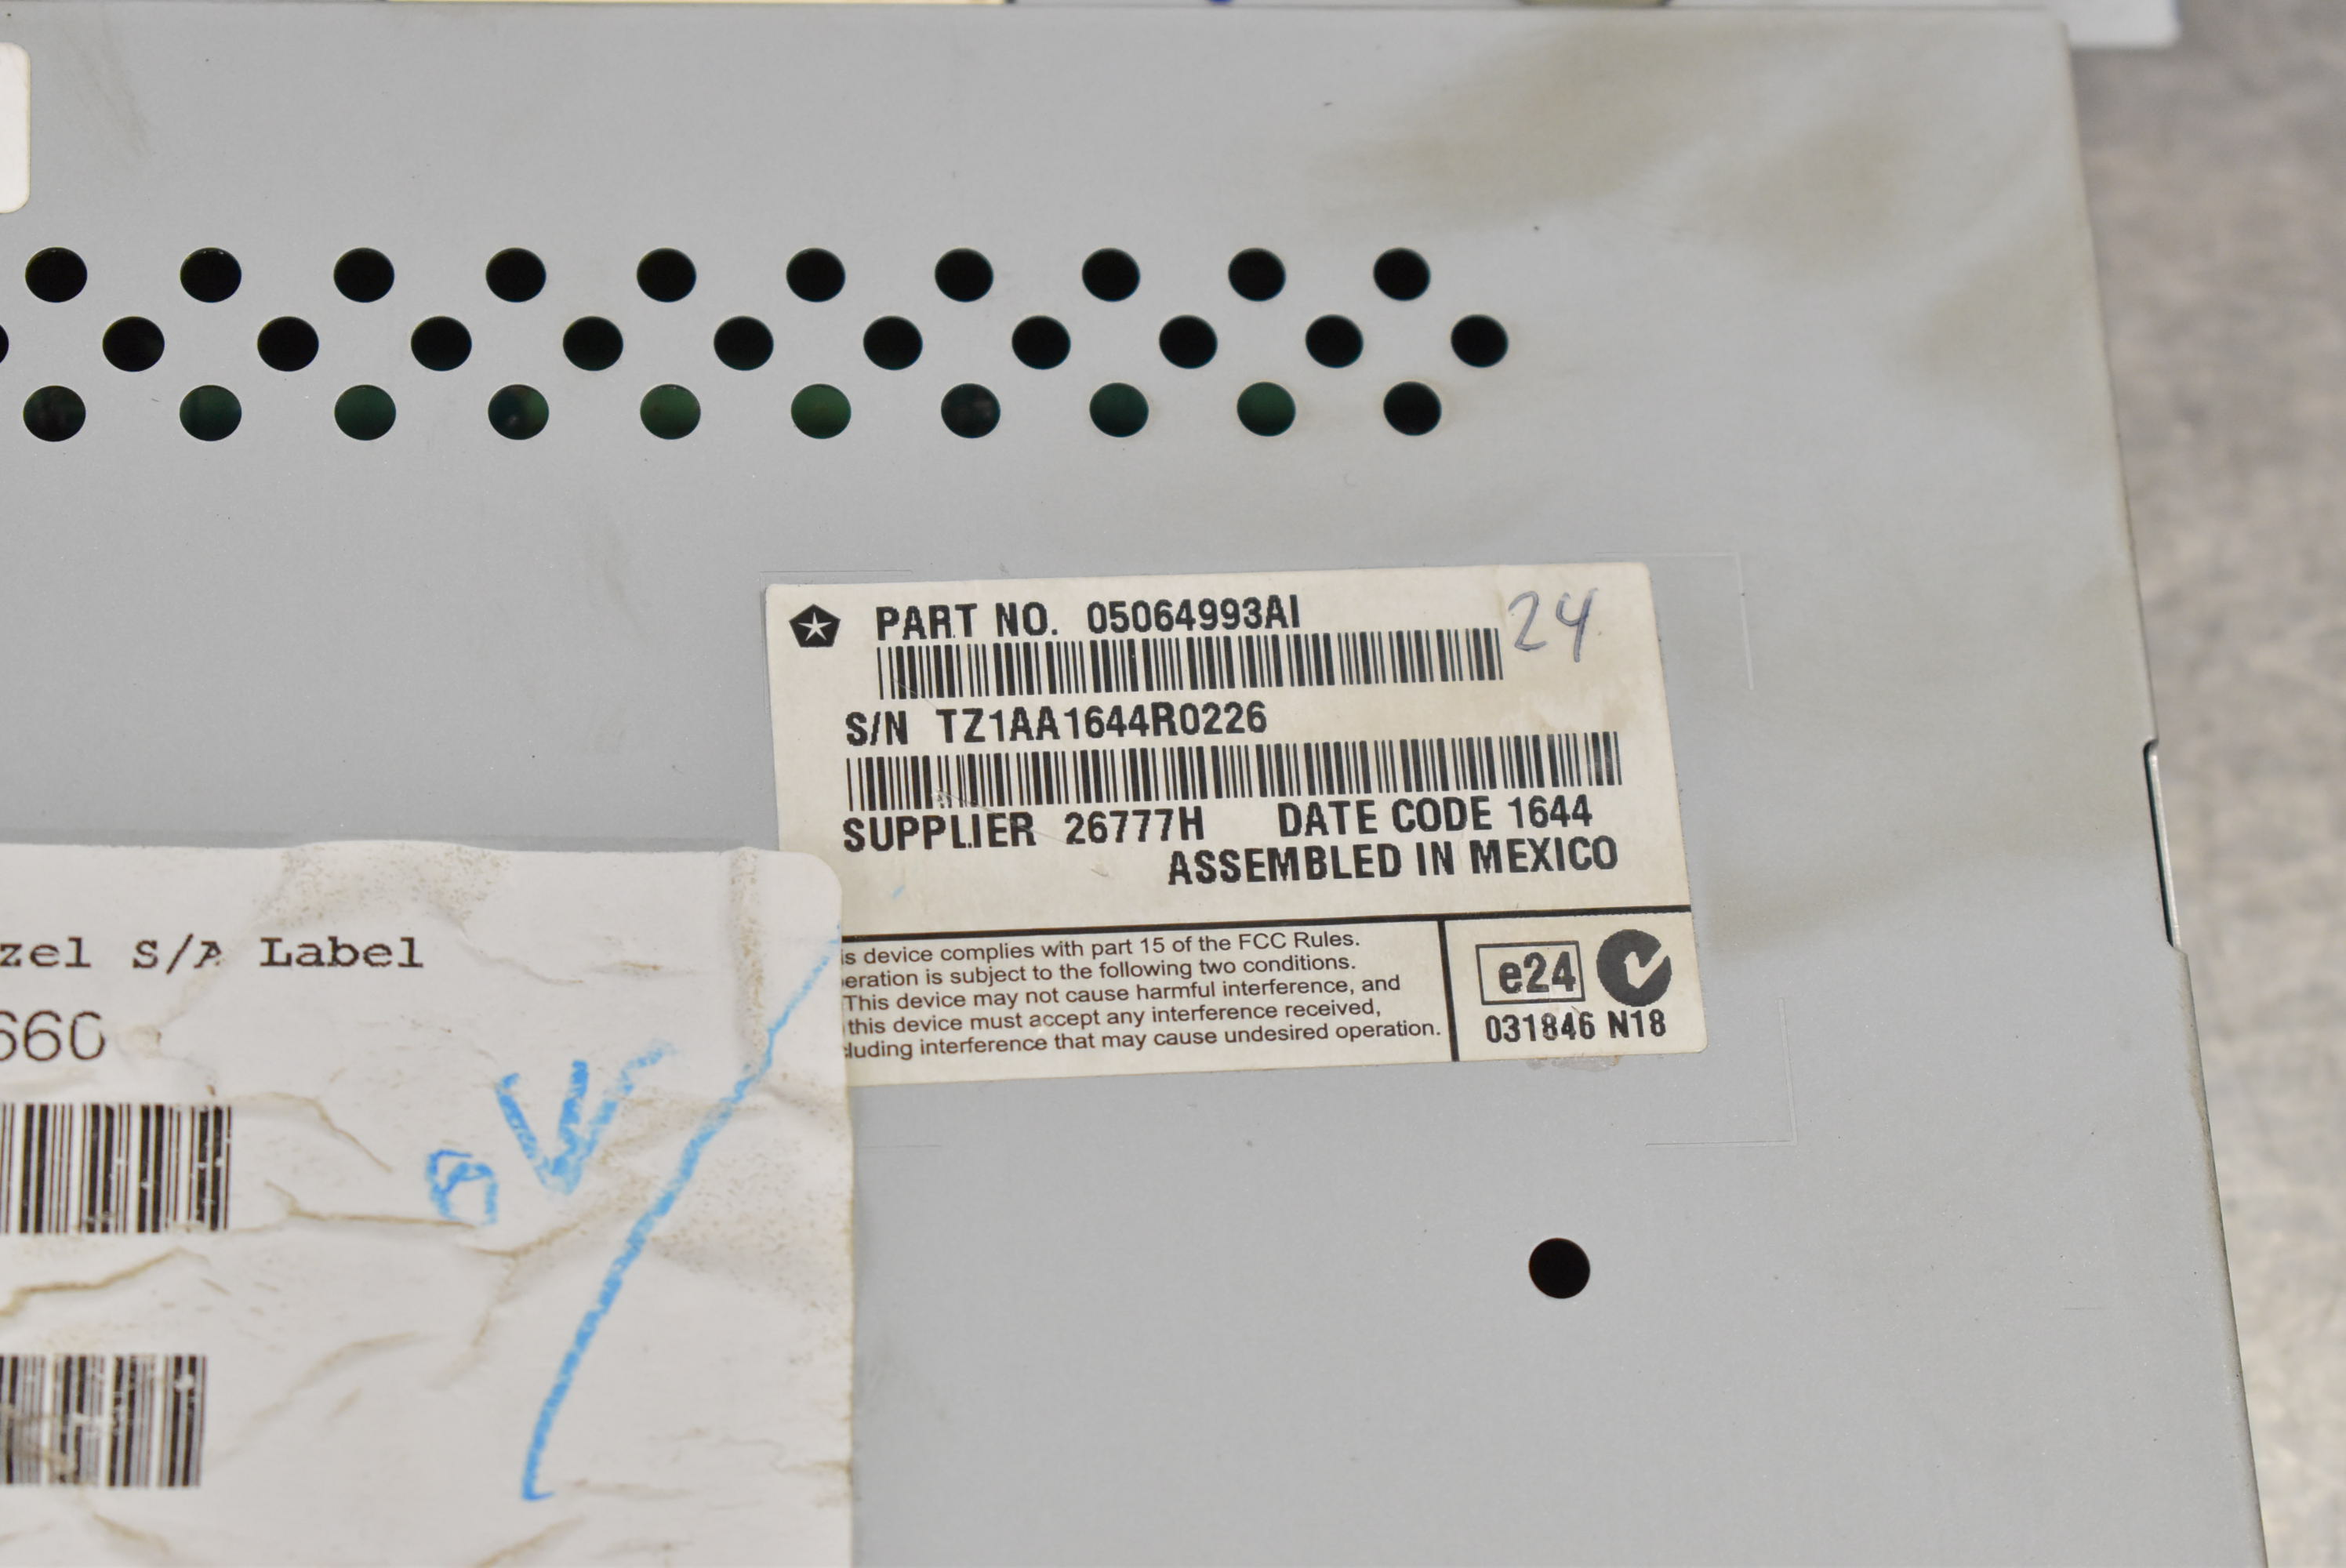 PART NO. 05064993AI
24
S/N TZ1AA1644R0226
SUPPLIER 26777H DATE CODE 1644
ASSEMBLED IN MEXICO
is device complies with part 15 of the FCC Rules.
eration is subject to the following two conditions.
This device may not cause harmful interference, and
this device must accept any interference received,
cluding interference that may cause undesired operation.
e24
031846 N18
zel S/A Label
660